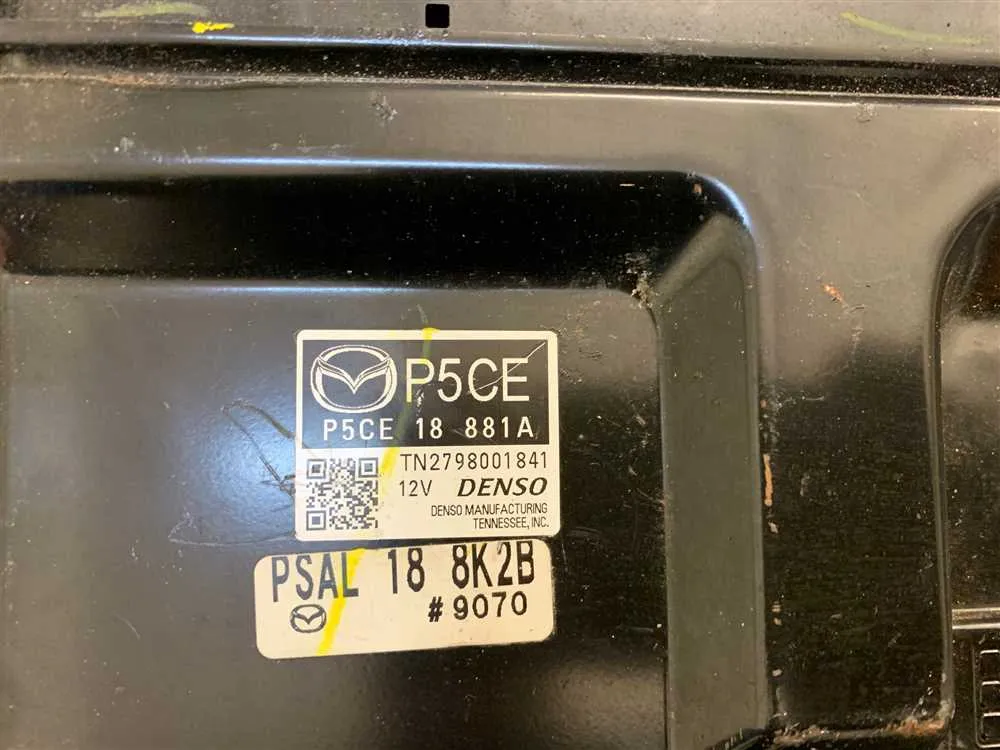 P5CE
P5CE 18 881A
TN2798001841
12V DENSO
DENSO MANUFACTURING
TENNESSEE, INC.
PSAL 18 8K2B
#9070